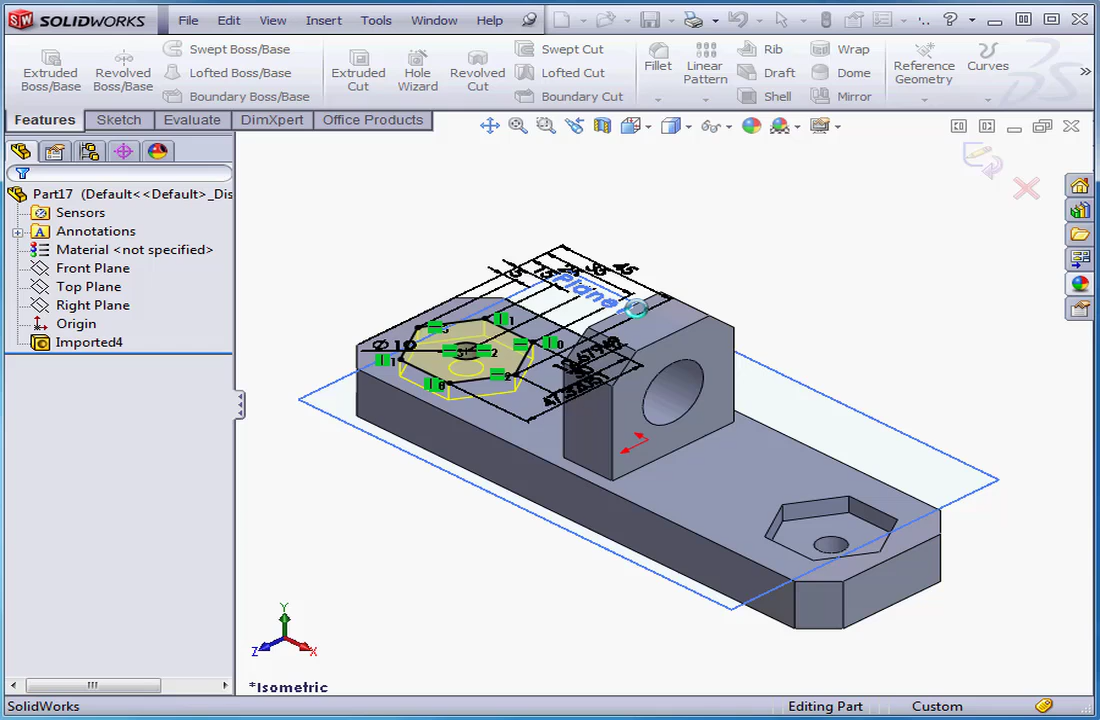 SOLIDWORKS File Edit View Insert Tools Window Help
Extruded Boss/Base
Revolved Boss/Base
Swept Boss/Base
Lofted Boss/Base
Boundary Boss/Base
Extruded Cut
Hole Wizard
Revolved Cut
Swept Cut
Lofted Cut
Boundary Cut
Fillet
Linear Pattern
Rib
Draft
Shell
Wrap
Dome
Mirror
Reference Geometry
Curves
Features Sketch Evaluate DimXpert Office Products
Part17 (Default<<Default>_Dis
Sensors
Annotations
Material <not specified>
Front Plane
Top Plane
Right Plane
Origin
Imported4
Plane
Y
Z
X
*Isometric
SolidWorks Editing Part Custom